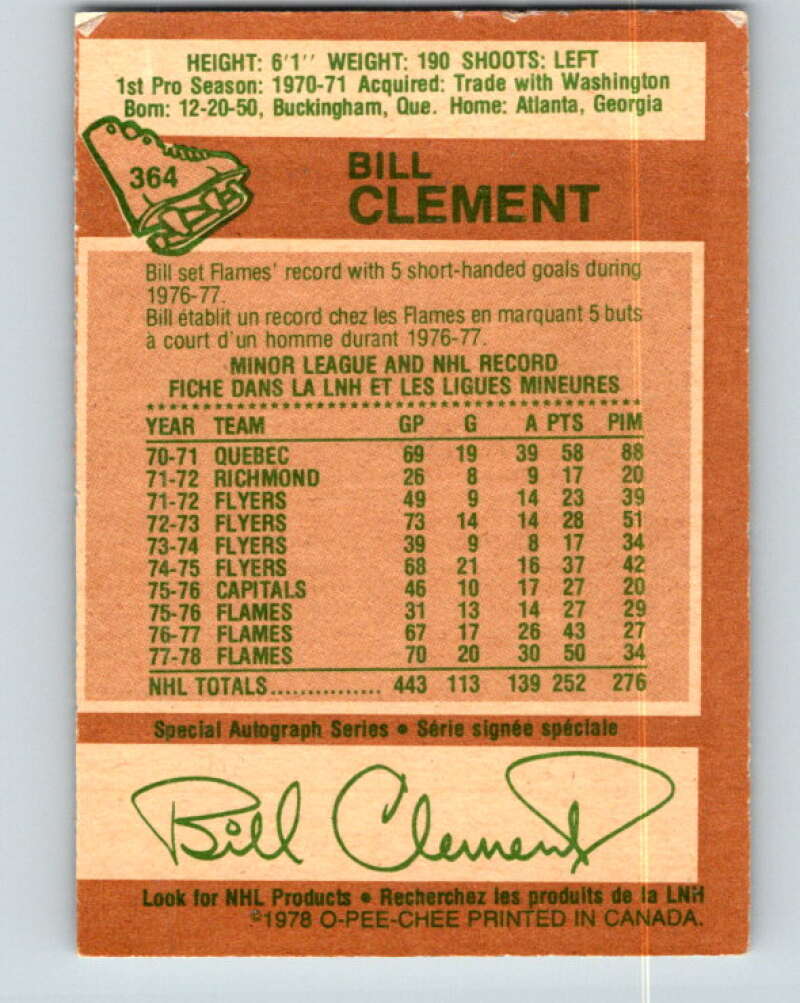 HEIGHT: 6'1'' WEIGHT: 190 SHOOTS: LEFT
1st Pro Season: 1970-71 Acquired: Trade with Washington
Born: 12-20-50, Buckingham, Que. Home: Atlanta, Georgia
364
BILL
CLEMENT
Bill set Flames' record with 5 short-handed goals during
1976-77.
Bill établit un record chez les Flames en marquant 5 buts
à court d'un homme durant 1976-77.
MINOR LEAGUE AND NHL RECORD
FICHE DANS LA LNH ET LES LIGUES MINEURES
YEAR TEAM GP G A PTS PIM
70-71 QUEBEC 69 19 39 58 88
71-72 RICHMOND 26 8 9 17 20
71-72 FLYERS 49 9 14 23 39
72-73 FLYERS 73 14 14 28 51
73-74 FLYERS 39 9 8 17 34
74-75 FLYERS 68 21 16 37 42
75-76 CAPITALS 46 10 17 27 20
75-76 FLAMES 31 13 14 27 29
76-77 FLAMES 67 17 26 43 27
77-78 FLAMES 70 20 30 50 34
NHL TOTALS............... 443 113 139 252 276
Special Autograph Series • Série signée spéciale
Bill Clement
Look for NHL Products • Recherchez les produits de la LNH
©1978 O-PEE-CHEE PRINTED IN CANADA.